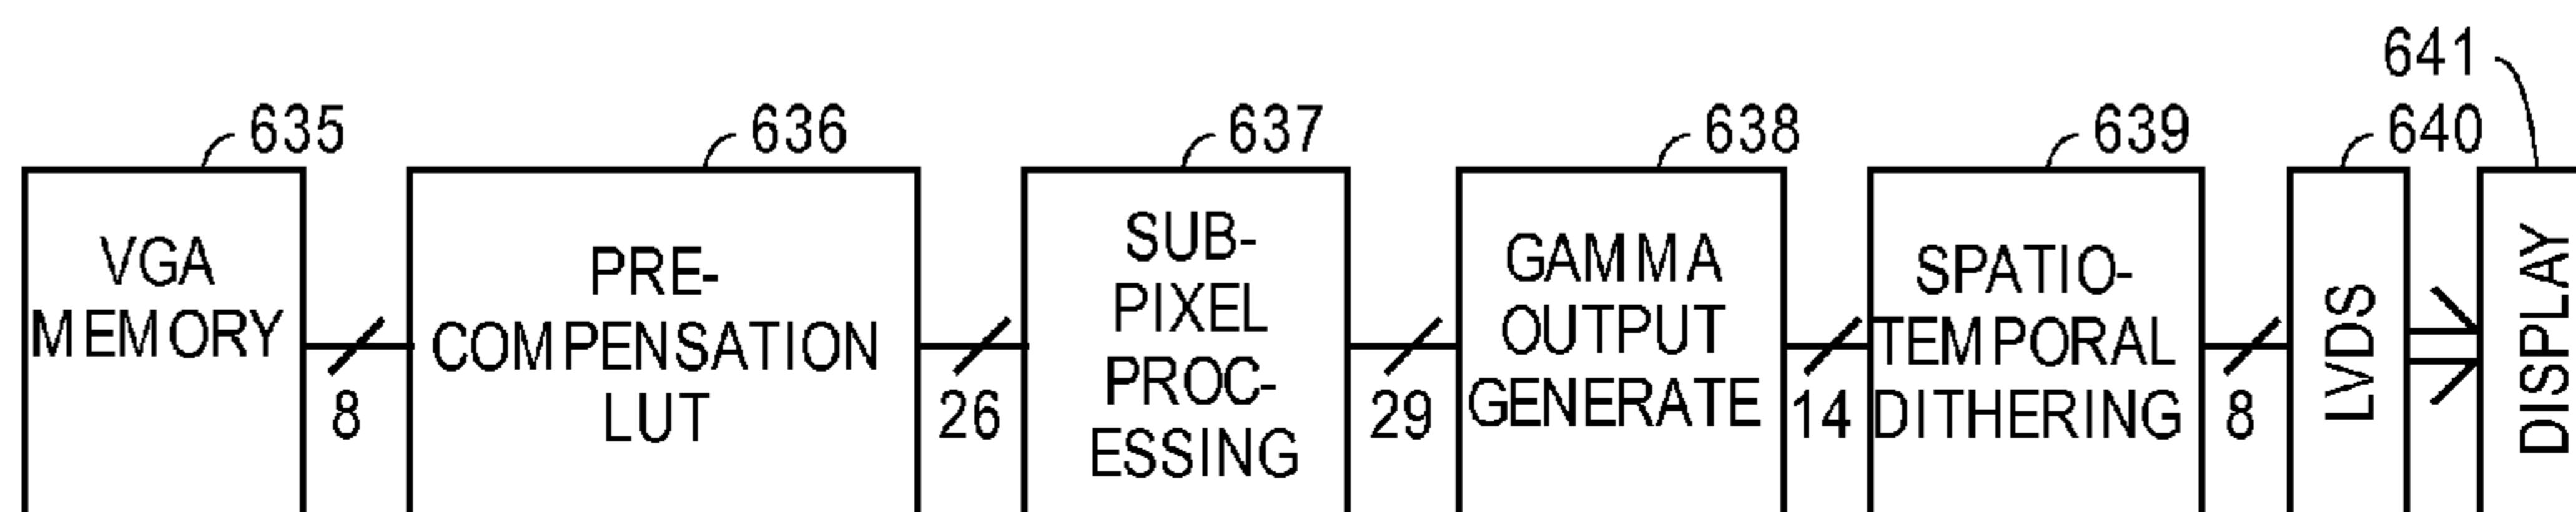 641
635
636
637
638
639
640
VGA
MEMORY
8
PRE-
COMPENSATION
LUT
26
SUB-
PIXEL
PROC-
ESSING
29
GAMMA
OUTPUT
GENERATE
14
SPATIO-
TEMPORAL
DITHERING
8
LVDS
DISPLAY